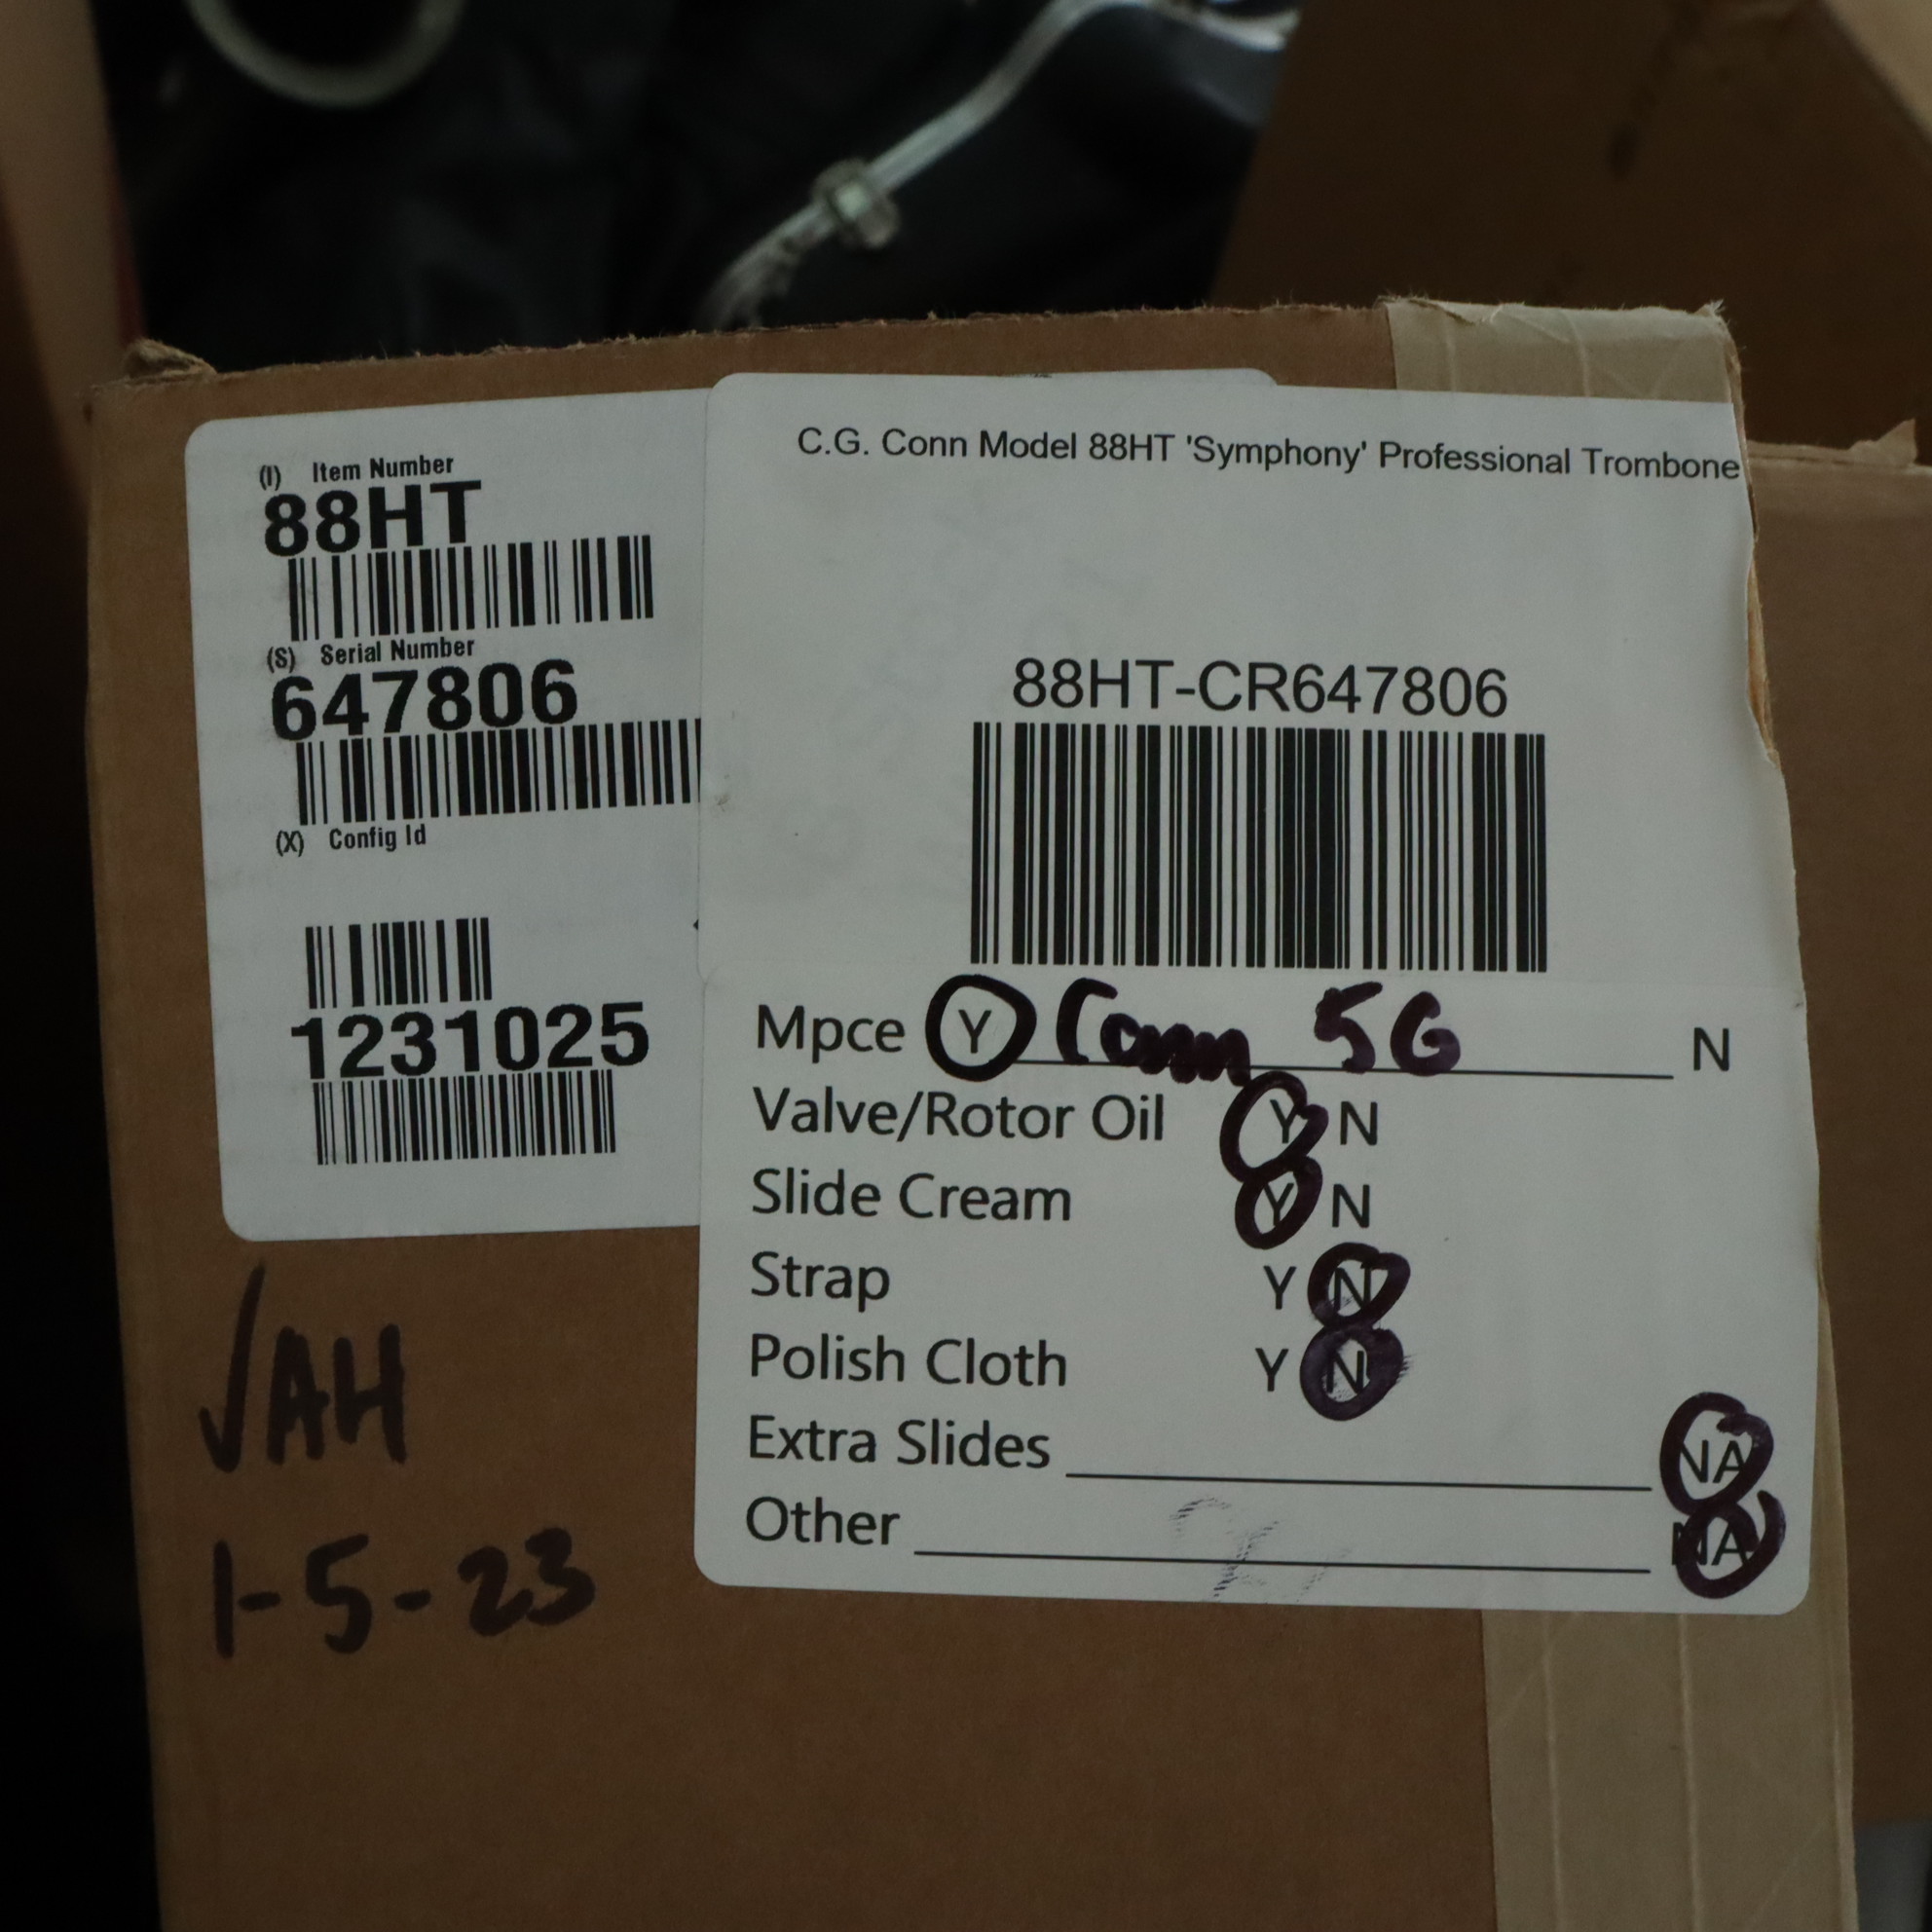 (I) Item Number
88HT
(S) Serial Number
647806
(X) Config Id
1231025
C.G. Conn Model 88HT 'Symphony' Professional Trombone
88HT-CR647806
Mpce Y Conn 5G N
Valve/Rotor Oil Y N
Slide Cream Y N
Strap Y N
Polish Cloth Y N
Extra Slides NA
Other NA
√AH
1-5-23